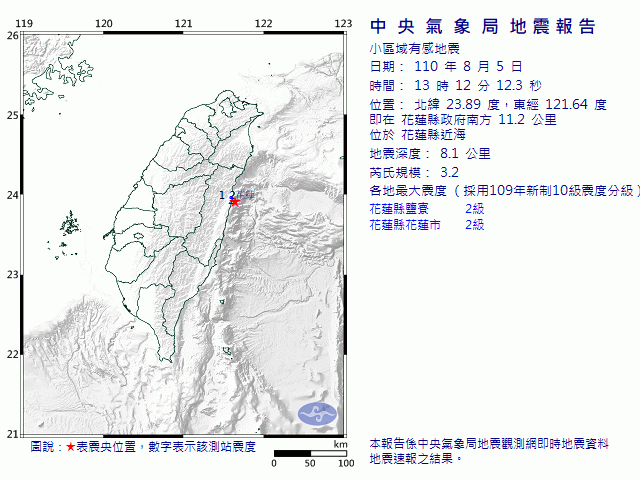 119 120 121 122 123
26
25
24
23
22
21
1 2
中央氣象局地震報告
小區域有感地震
日期： 110 年 8 月 5 日
時間： 13 時 12 分 12.3 秒
位置： 北緯 23.89 度，東經 121.64 度
即在 花蓮縣政府南方 11.2 公里
位於 花蓮縣近海
地震深度： 8.1 公里
芮氏規模： 3.2
各地最大震度 （採用109年新制10級震度分級）
花蓮縣鹽寮 2級
花蓮縣花蓮市 2級
圖說：★表震央位置，數字表示該測站震度
km
0 50 100
本報告係中央氣象局地震觀測網即時地震資料
地震速報之結果。